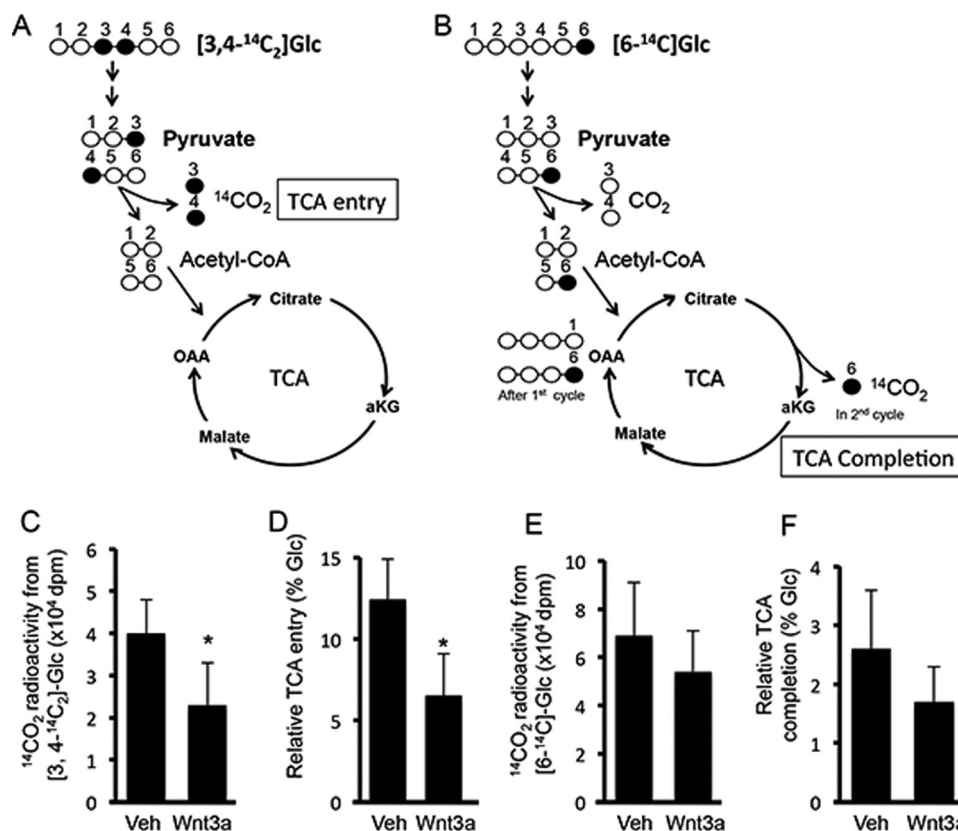 A
1 2 3 4 5 6
[3,4-¹⁴C₂]Glc
1 2 3
Pyruvate
4 5 6
3
4
¹⁴CO₂
TCA entry
1 2
Acetyl-CoA
5 6
Citrate
OAA
TCA
aKG
Malate
B
1 2 3 4 5 6
[6-¹⁴C]Glc
1 2 3
Pyruvate
4 5 6
3
4
CO₂
1 2
Acetyl-CoA
5 6
Citrate
1
6
OAA
After 1ˢᵗ cycle
TCA
6
¹⁴CO₂
aKG
In 2ⁿᵈ cycle
Malate
TCA Completion
C
¹⁴CO₂ radioactivity from
[3, 4-¹⁴C₂]-Glc (x10⁴ dpm)
6
5
4
3
2
1
0
*
Veh Wnt3a
D
Relative TCA entry (% Glc)
15
10
5
0
*
Veh Wnt3a
E
¹⁴CO₂ radioactivity from
[6-¹⁴C]-Glc (x10⁴ dpm)
10
8
6
4
2
0
Veh Wnt3a
F
Relative TCA
completion (% Glc)
4
3
2
1
0
Veh Wnt3a